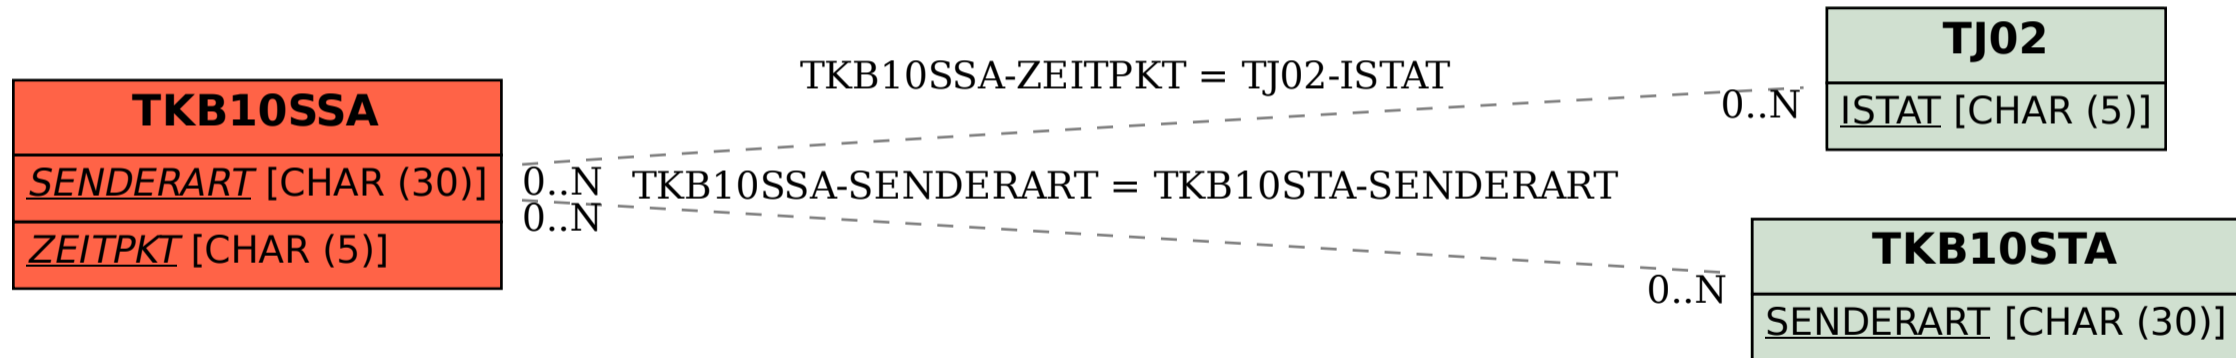 TKB10SSA
SENDERART [CHAR (30)]
ZEITPKT [CHAR (5)]
TKB10SSA-ZEITPKT = TJ02-ISTAT
0..N
0..N
TKB10SSA-SENDERART = TKB10STA-SENDERART
0..N
0..N
TJ02
ISTAT [CHAR (5)]
TKB10STA
SENDERART [CHAR (30)]